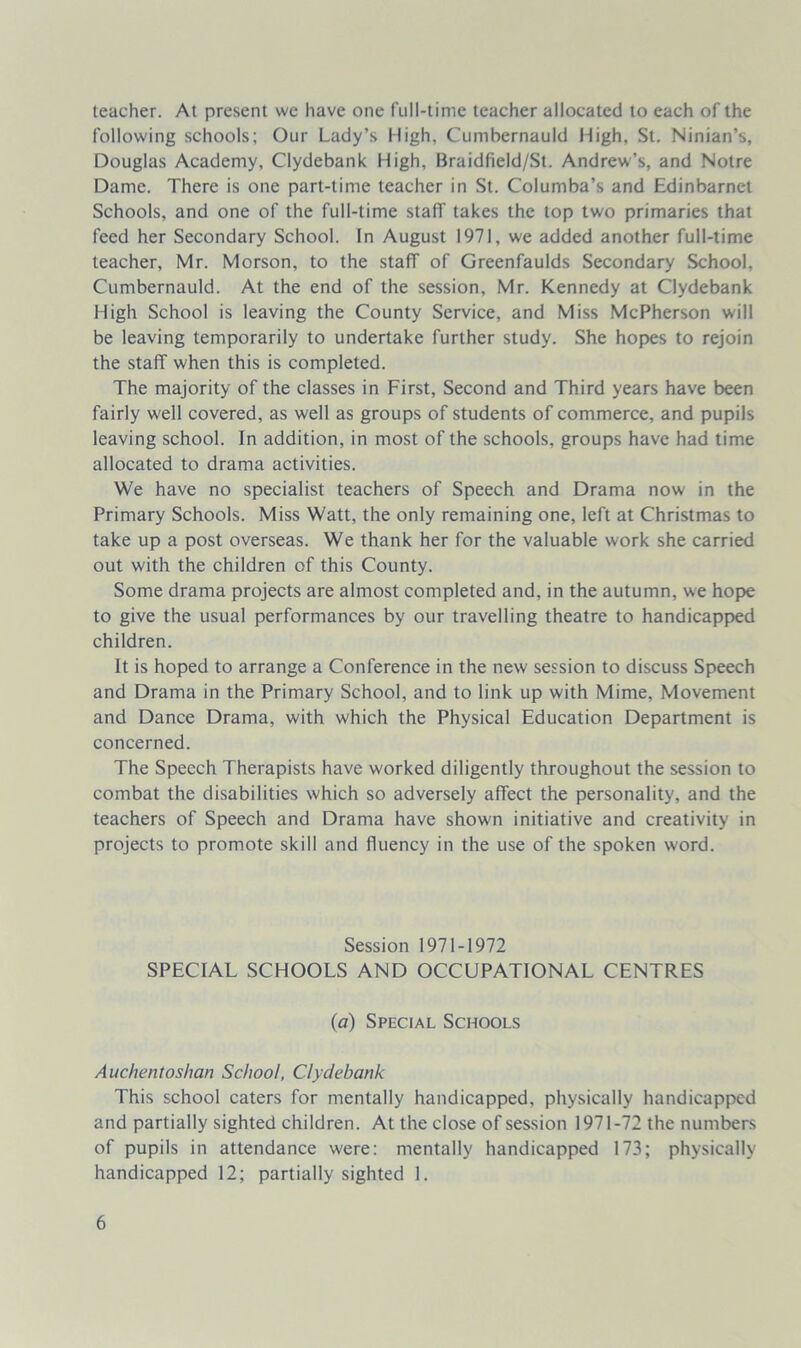 teacher. At present we have one full-time teacher allocated to each of the
following schools; Our Lady's High, Cumbernauld High, St. Ninian's,
Douglas Academy, Clydebank High, Braidfield/St. Andrew's, and Notre
Dame. There is one part-time teacher in St. Columba's and Edinbarnet
Schools, and one of the full-time staff takes the top two primaries that
feed her Secondary School. In August 1971, we added another full-time
teacher, Mr. Morson, to the staff of Greenfaulds Secondary School,
Cumbernauld. At the end of the session, Mr. Kennedy at Clydebank
High School is leaving the County Service, and Miss McPherson will
be leaving temporarily to undertake further study. She hopes to rejoin
the staff when this is completed.
The majority of the classes in First, Second and Third years have been
fairly well covered, as well as groups of students of commerce, and pupils
leaving school. In addition, in most of the schools, groups have had time
allocated to drama activities.
We have no specialist teachers of Speech and Drama now in the
Primary Schools. Miss Watt, the only remaining one, left at Christmas to
take up a post overseas. We thank her for the valuable work she carried
out with the children of this County.
Some drama projects are almost completed and, in the autumn, we hope
to give the usual performances by our travelling theatre to handicapped
children.
It is hoped to arrange a Conference in the new session to discuss Speech
and Drama in the Primary School, and to link up with Mime, Movement
and Dance Drama, with which the Physical Education Department is
concerned.
The Speech Therapists have worked diligently throughout the session to
combat the disabilities which so adversely affect the personality, and the
teachers of Speech and Drama have shown initiative and creativity in
projects to promote skill and fluency in the use of the spoken word.
Session 1971-1972
SPECIAL SCHOOLS AND OCCUPATIONAL CENTRES
(a) SPECIAL SCHOOLS
Auchentoshan School, Clydebank
This school caters for mentally handicapped, physically handicapped
and partially sighted children. At the close of session 1971-72 the numbers
of pupils in attendance were: mentally handicapped 173; physically
handicapped 12; partially sighted 1.
6